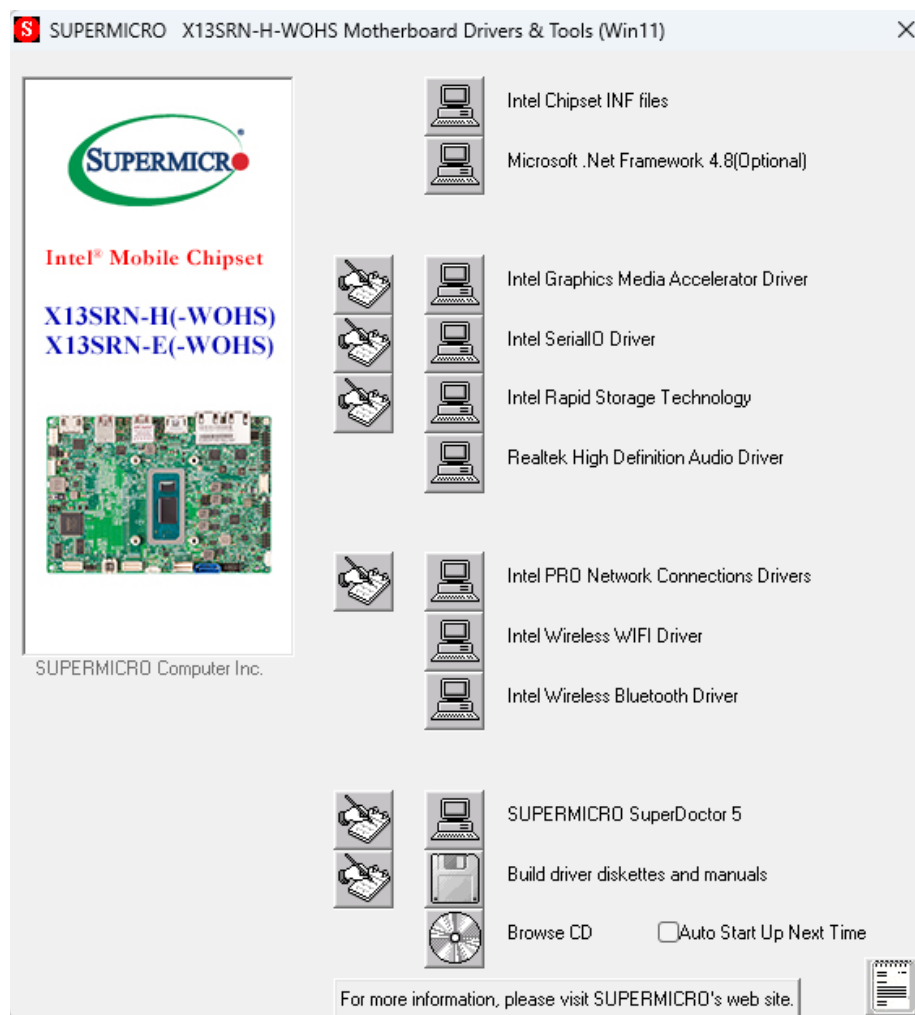 S SUPERMICRO X13SRN-H-WOHS Motherboard Drivers & Tools (Win11)
SUPERMICR
Intel® Mobile Chipset
X13SRN-H(-WOHS)
X13SRN-E(-WOHS)
SUPERMICRO Computer Inc.
Intel Chipset INF files
Microsoft .Net Framework 4.8(Optional)
Intel Graphics Media Accelerator Driver
Intel SerialIO Driver
Intel Rapid Storage Technology
Realtek High Definition Audio Driver
Intel PRO Network Connections Drivers
Intel Wireless WIFI Driver
Intel Wireless Bluetooth Driver
SUPERMICRO SuperDoctor 5
Build driver diskettes and manuals
Browse CD Auto Start Up Next Time
For more information, please visit SUPERMICRO's web site.